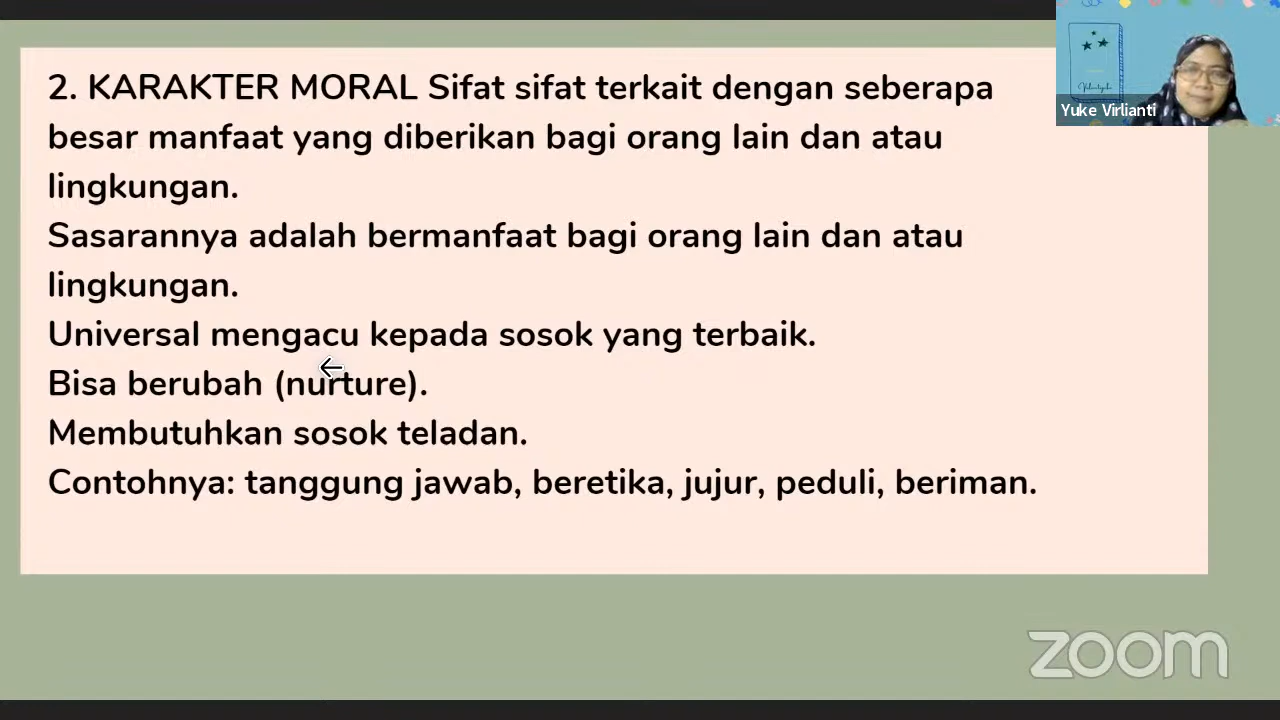 2. KARAKTER MORAL Sifat sifat terkait dengan seberapa
besar manfaat yang diberikan bagi orang lain dan atau
lingkungan.
Sasarannya adalah bermanfaat bagi orang lain dan atau
lingkungan.
Universal mengacu kepada sosok yang terbaik.
Bisa berubah (nurture).
Membutuhkan sosok teladan.
Contohnya: tanggung jawab, beretika, jujur, peduli, beriman.
Yuke Virlianti
zoom